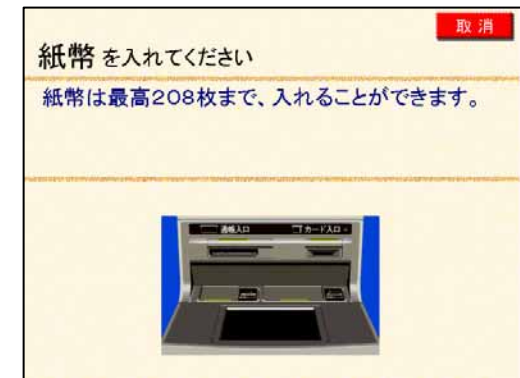 取消
紙幣を入れてください
紙幣は最高208枚まで、入れることができます。
通帳入口
カード入口